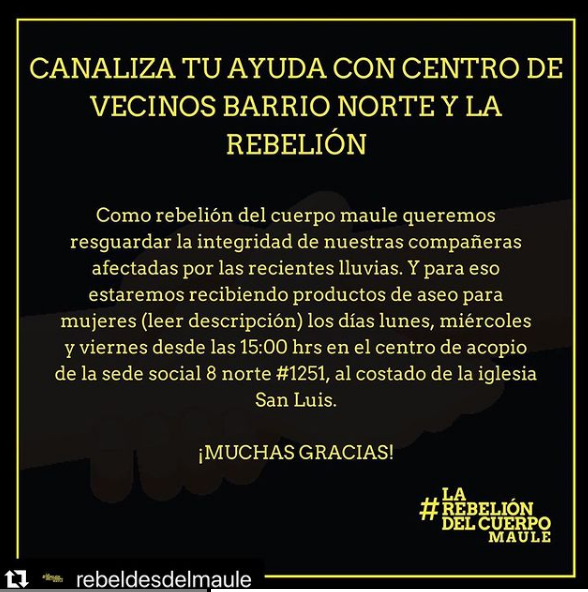 CANALIZA TU AYUDA CON CENTRO DE
VECINOS BARRIO NORTE Y LA
REBELIÓN
Como rebelión del cuerpo maule queremos
resguardar la integridad de nuestras compañeras
afectadas por las recientes lluvias. Y para eso
estaremos recibiendo productos de aseo para
mujeres (leer descripción) los días lunes, miércoles
y viernes desde las 15:00 hrs en el centro de acopio
de la sede social 8 norte #1251, al costado de la iglesia
San Luis.
¡MUCHAS GRACIAS!
#LA
REBELIÓN
DEL CUERPO
MAULE
rebeldesdelmaule